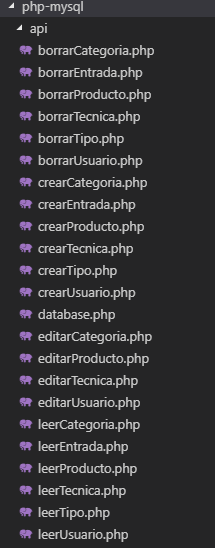 php-mysql
api
borrarCategoria.php
borrarEntrada.php
borrarProducto.php
borrarTecnica.php
borrarTipo.php
borrarUsuario.php
crearCategoria.php
crearEntrada.php
crearProducto.php
crearTecnica.php
crearTipo.php
crearUsuario.php
database.php
editarCategoria.php
editarProducto.php
editarTecnica.php
editarUsuario.php
leerCategoria.php
leerEntrada.php
leerProducto.php
leerTecnica.php
leerTipo.php
leerUsuario.php